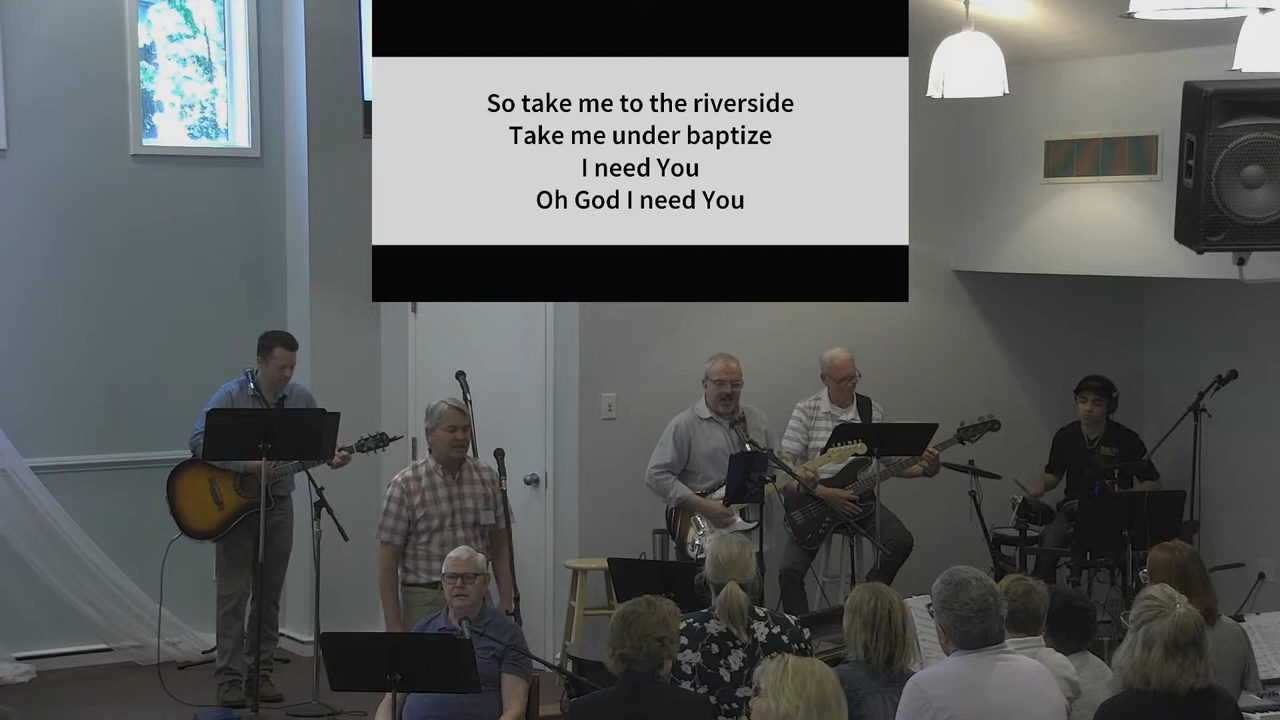 So take me to the riverside
Take me under baptize
I need You
Oh God I need You